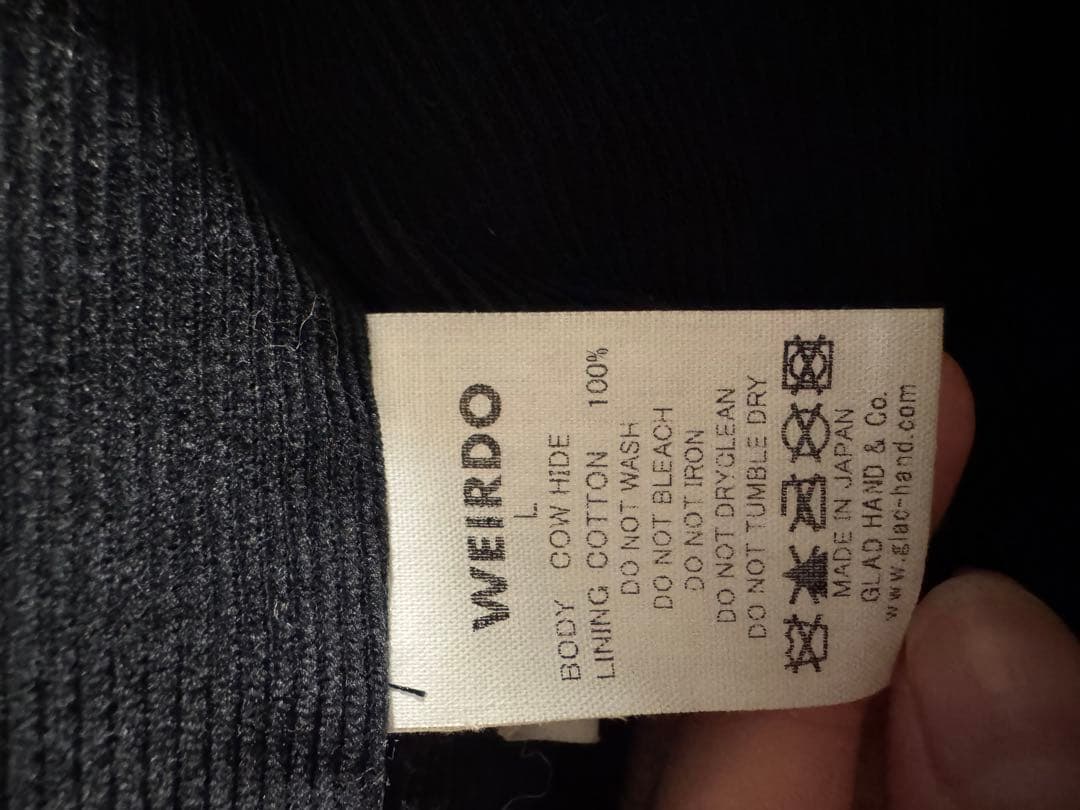 WEIRDO
L
BODY COW HIDE
LINING COTTON 100%
DO NOT WASH
DO NOT BLEACH
DO NOT IRON
DO NOT DRYCLEAN
DO NOT TUMBLE DRY
MADE IN JAPAN
GLAD HAND & Co.
www.glad-hand.com